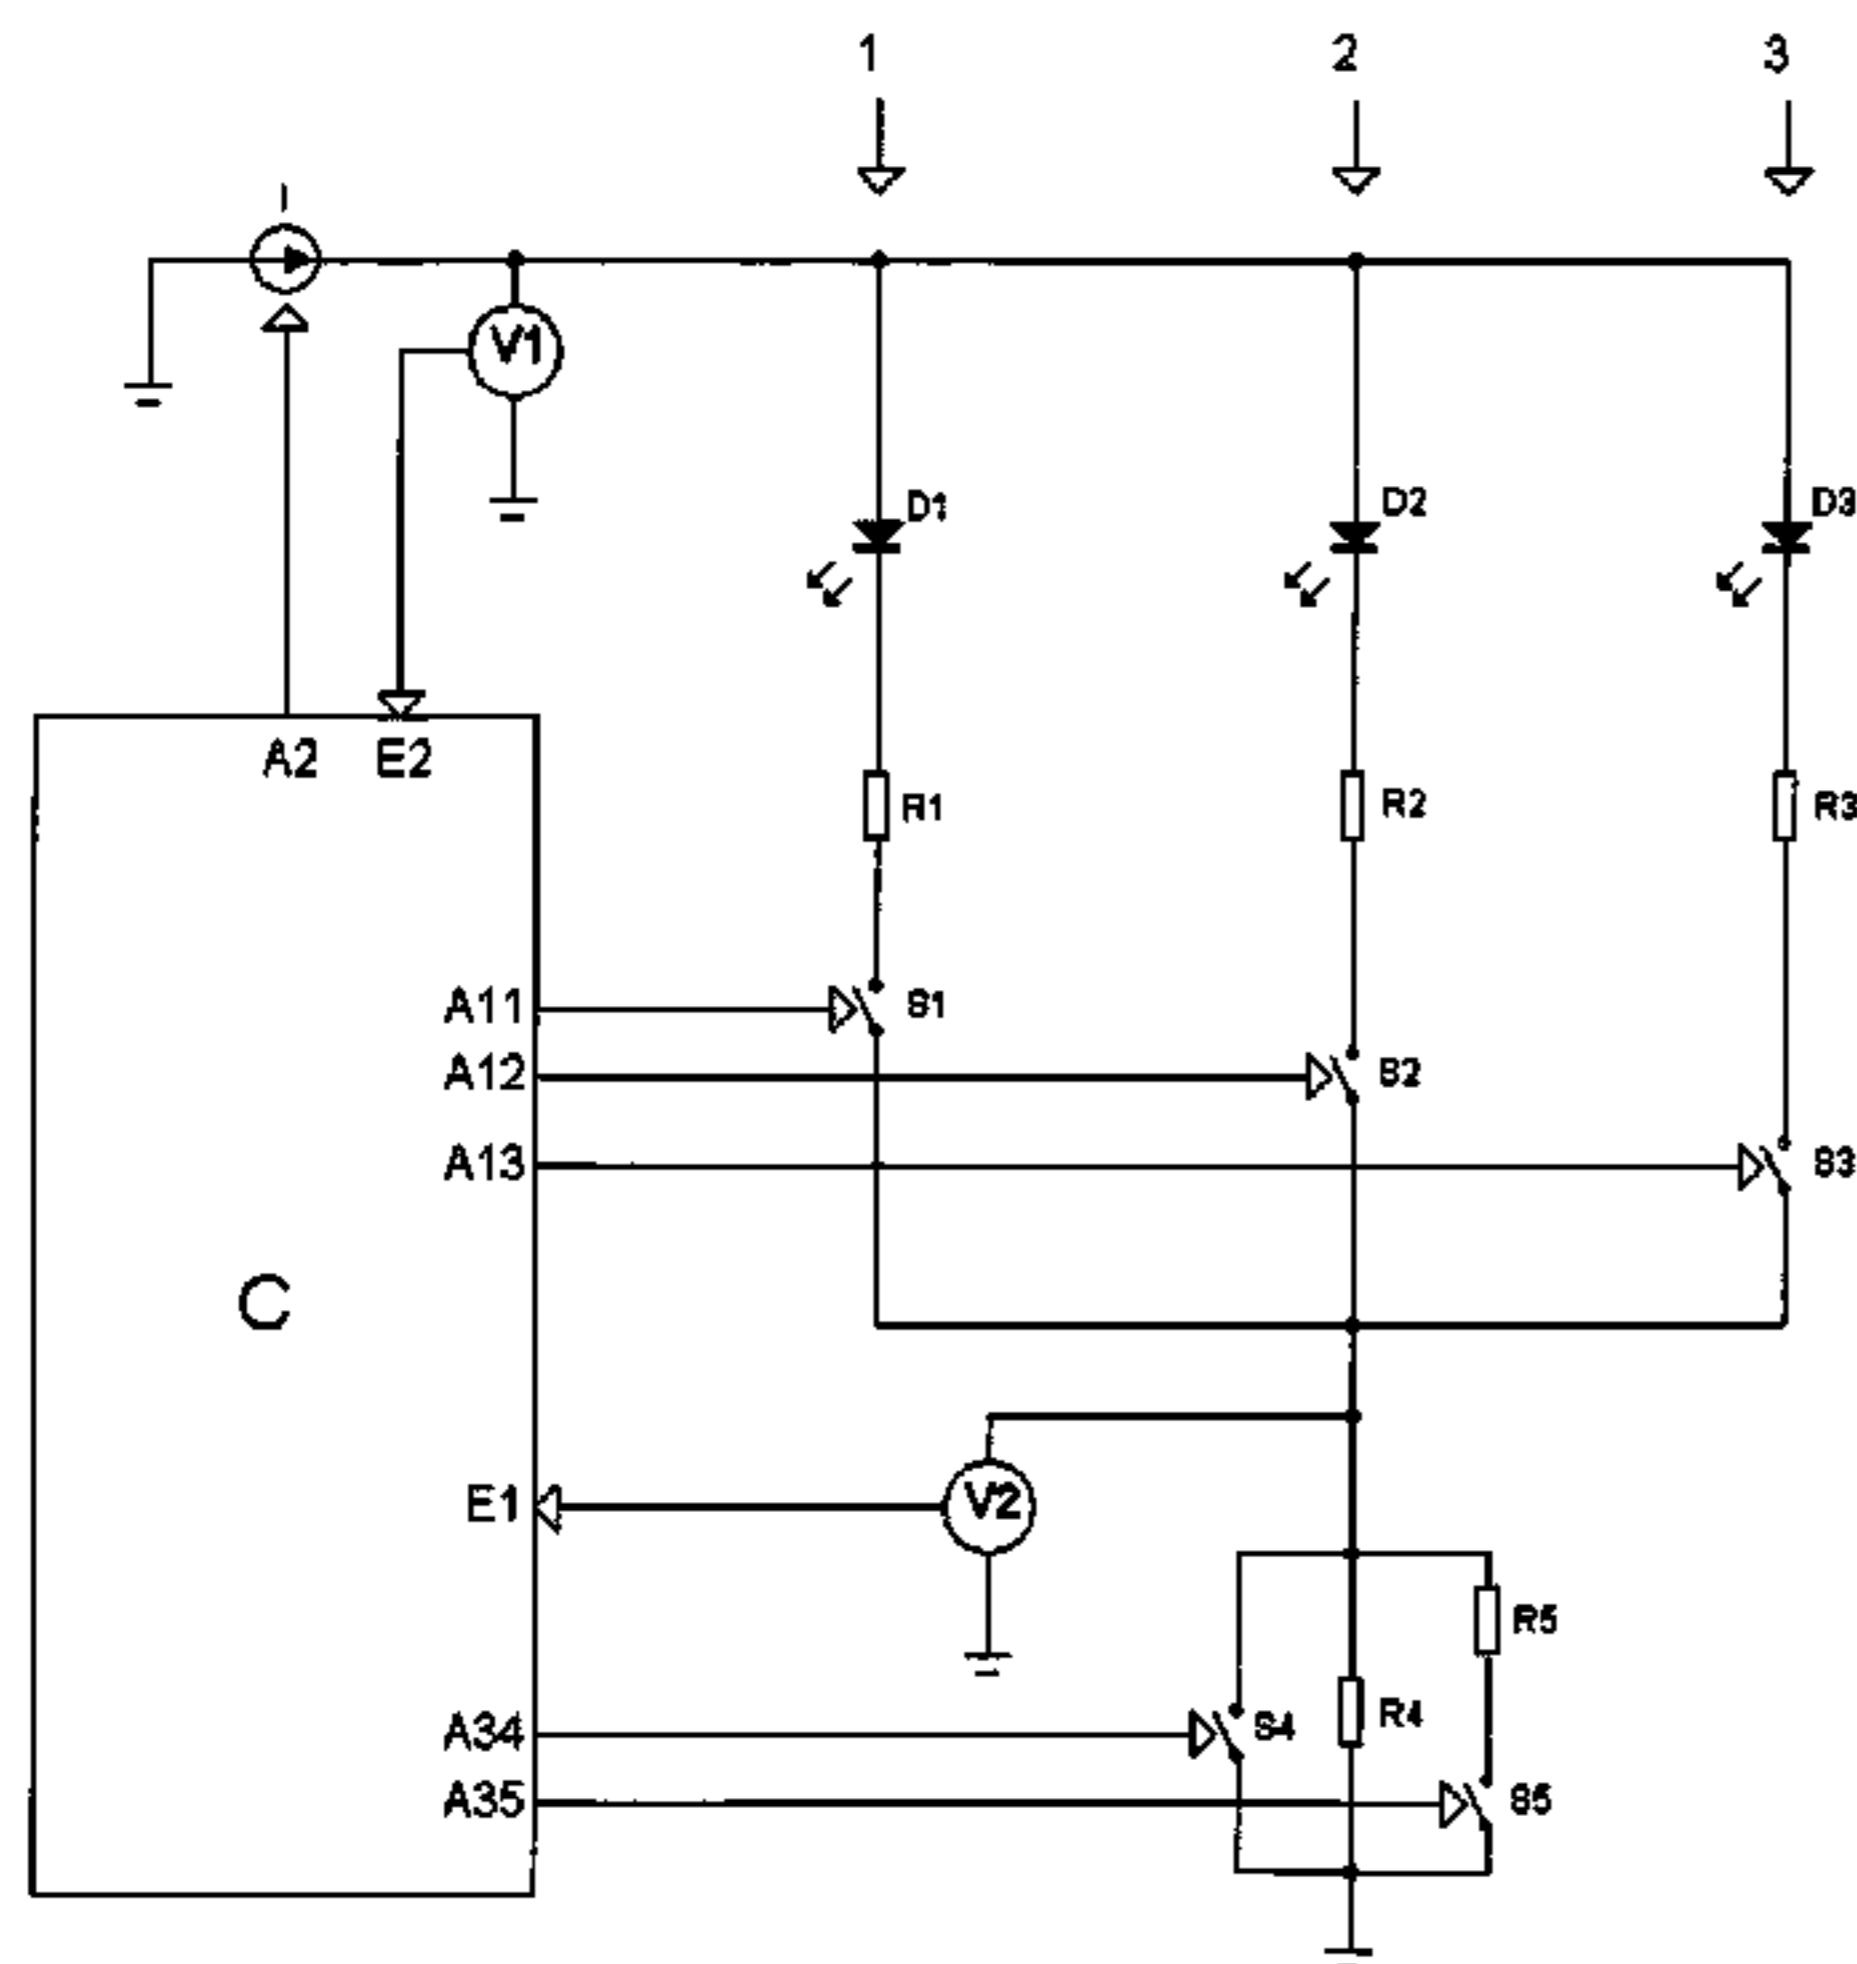 1 2 3
I
V1
D1 D2 D3
A2 E2
R1 R2 R3
A11 S1
A12 S2
A13 S3
C
E1 V2
R5
A34 S4 R4
A35 S5